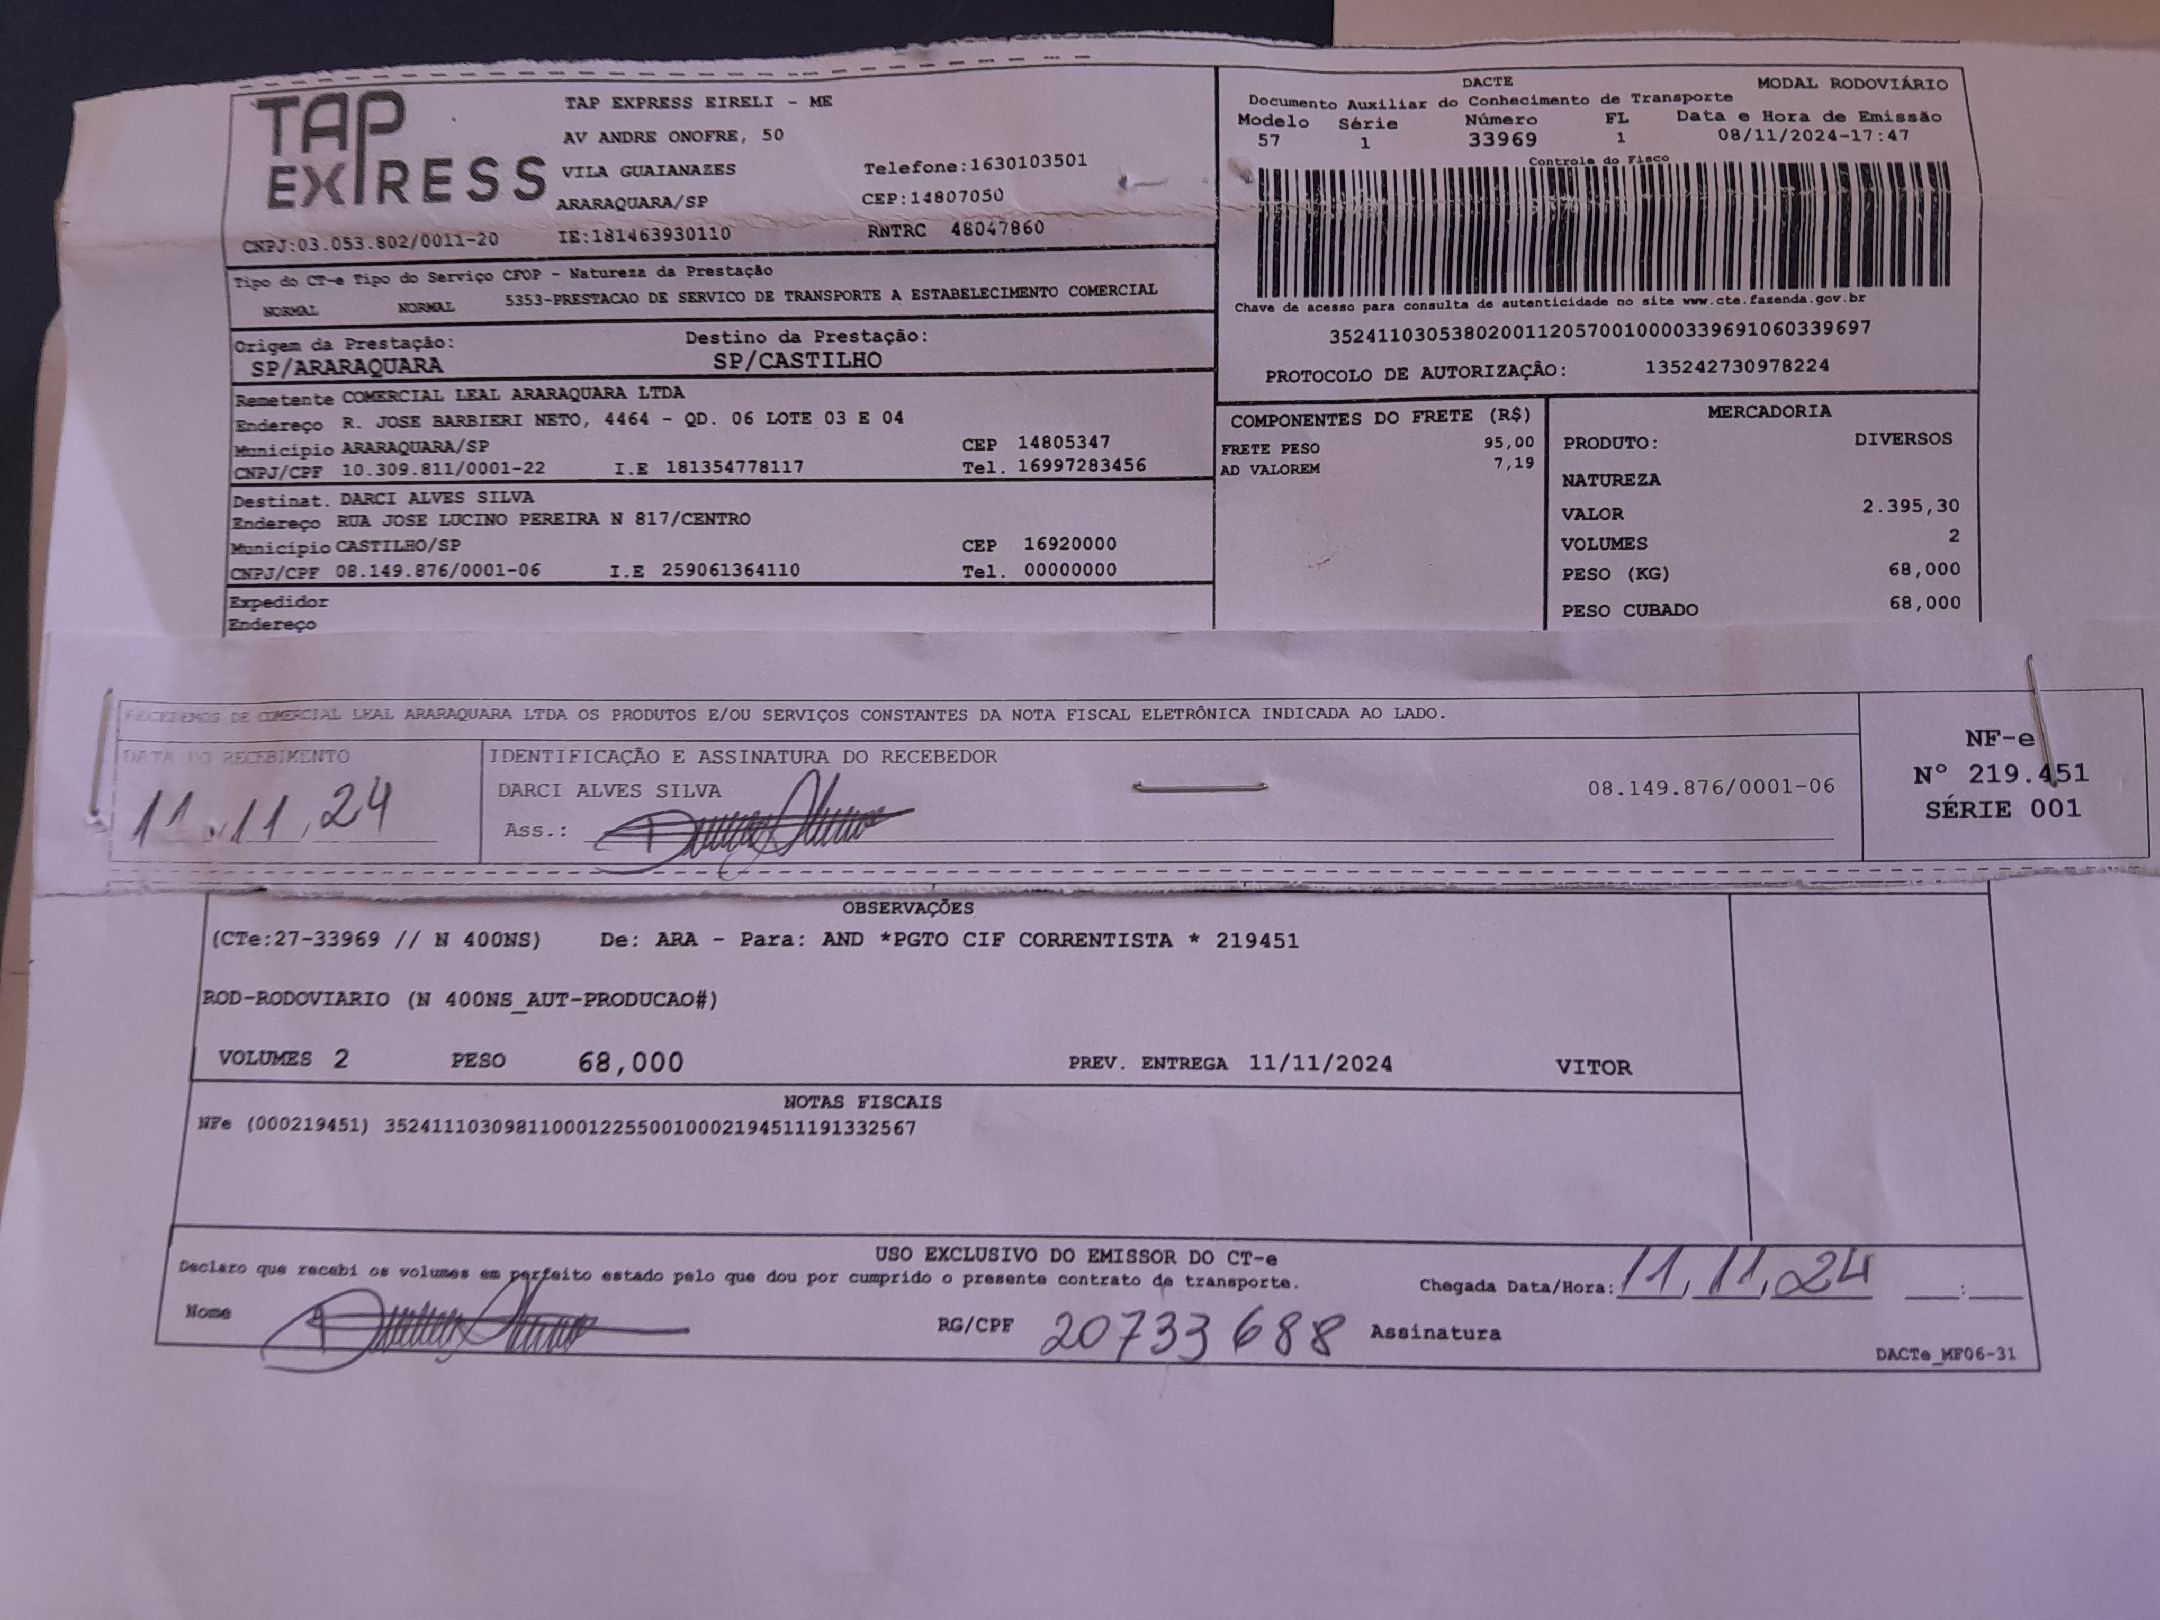 TAP EXPRESS
TAP EXPRESS EIRELI - ME
AV ANDRE ONOFRE, 50
VILA GUAIANAZES Telefone:1630103501
ARARAQUARA/SP CEP:14807050
CNPJ:03.053.802/0011-20 IE:181463930110 RNTRC 48047860
DACTE MODAL RODOVIÁRIO
Documento Auxiliar do Conhecimento de Transporte
Modelo Série Número FL Data e Hora de Emissão
57 1 33969 1 08/11/2024-17:47
Controle do Fisco
Chave de acesso para consulta de autenticidade no site www.cte.fazenda.gov.br
35241103053802001120570010000339691060339697
PROTOCOLO DE AUTORIZAÇÂO: 135242730978224
Tipo do CT-e Tipo do Serviço CFOP - Natureza da Prestação
NORMAL NORMAL 5353-PRESTACAO DE SERVICO DE TRANSPORTE A ESTABELECIMENTO COMERCIAL
Origem da Prestação: Destino da Prestação:
SP/ARARAQUARA SP/CASTILHO
Remetente COMERCIAL LEAL ARARAQUARA LTDA
Endereço R. JOSE BARBIERI NETO, 4464 - QD. 06 LOTE 03 E 04
Município ARARAQUARA/SP CEP 14805347
CNPJ/CPF 10.309.811/0001-22 I.E 181354778117 Tel. 16997283456
Destinat. DARCI ALVES SILVA
Endereço RUA JOSE LUCINO PEREIRA N 817/CENTRO
Município CASTILHO/SP CEP 16920000
CNPJ/CPF 08.149.876/0001-06 I.E 259061364110 Tel. 00000000
Expedidor
Endereço
COMPONENTES DO FRETE (R$)
FRETE PESO 95,00
AD VALOREM 7,19
MERCADORIA
PRODUTO: DIVERSOS
NATUREZA
VALOR 2.395,30
VOLUMES 2
PESO (KG) 68,000
PESO CUBADO 68,000
RECEBEMOS DE COMERCIAL LEAL ARARAQUARA LTDA OS PRODUTOS E/OU SERVIÇOS CONSTANTES DA NOTA FISCAL ELETRÔNICA INDICADA AO LADO.
DATA DO RECEBIMENTO
11.11.24
IDENTIFICAÇÃO E ASSINATURA DO RECEBEDOR
DARCI ALVES SILVA 08.149.876/0001-06
Ass.:
NF-e
Nº 219.451
SÉRIE 001
OBSERVAÇÕES
(CTe:27-33969 // N 400NS) De: ARA - Para: AND *PGTO CIF CORRENTISTA * 219451
ROD-RODOVIARIO (N 400NS_AUT-PRODUCAO#)
VOLUMES 2 PESO 68,000 PREV. ENTREGA 11/11/2024 VITOR
NOTAS FISCAIS
NFe (000219451) 35241110309811000122550010002194511191332567
USO EXCLUSIVO DO EMISSOR DO CT-e
Declaro que recebi os volumes em perfeito estado pelo que dou por cumprido o presente contrato de transporte. Chegada Data/Hora: 11,11,24 :
Nome RG/CPF 20733688 Assinatura
DACTe_MF06-31